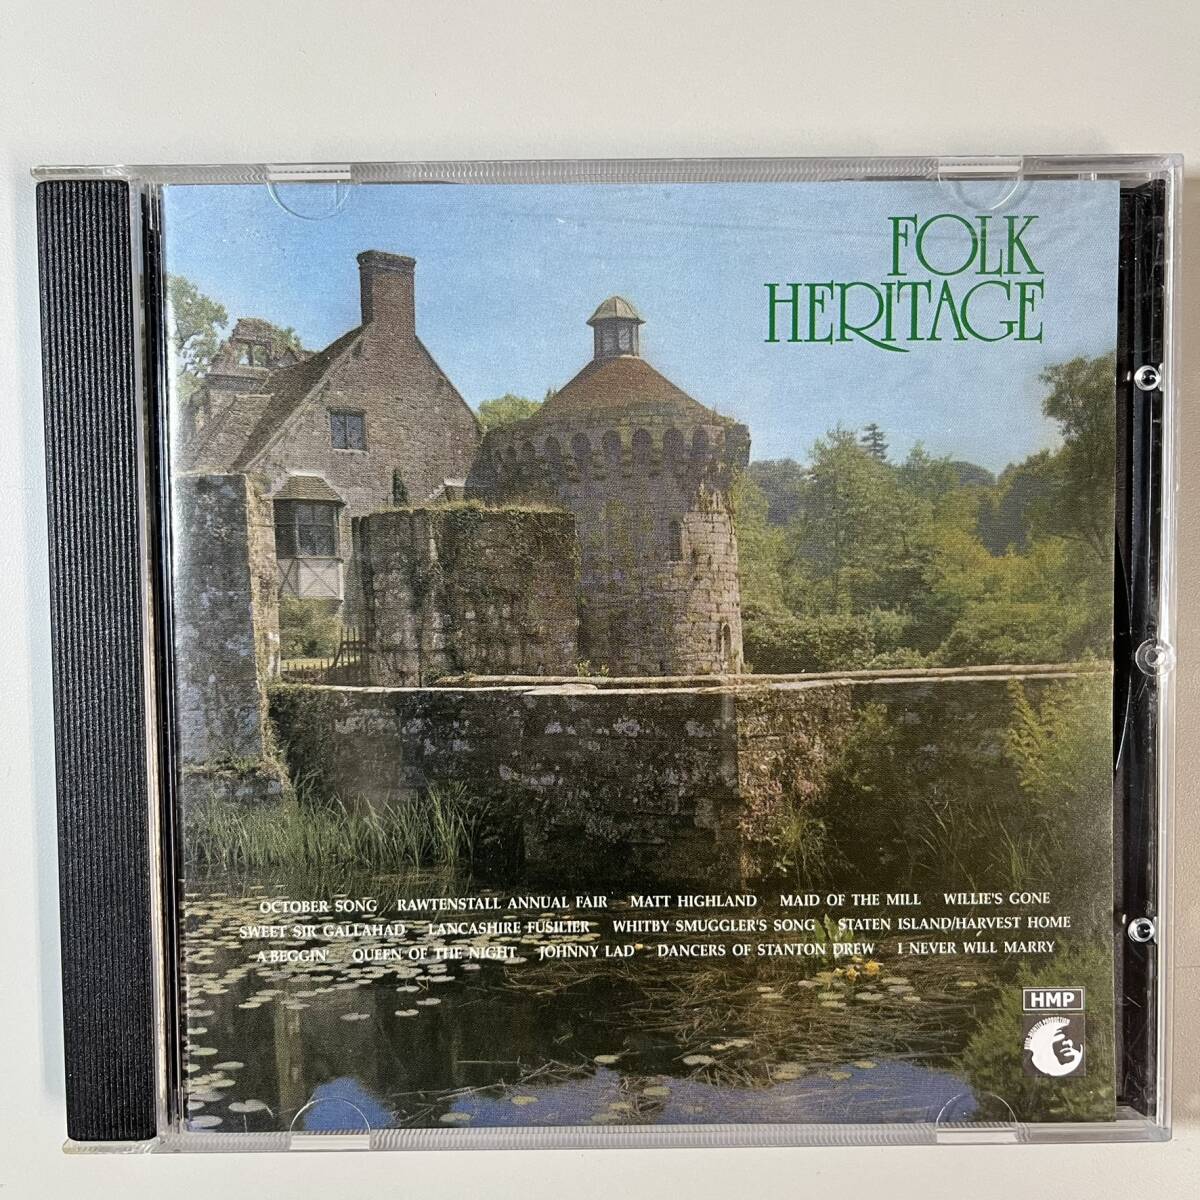 FOLK
HERITAGE
OCTOBER SONG RAWTENSTALL ANNUAL FAIR MATT HIGHLAND MAID OF THE MILL WILLIE'S GONE
SWEET SIR GALLAHAD LANCASHIRE FUSILIER WHITBY SMUGGLER'S SONG STATEN ISLAND/HARVEST HOME
A BEGGIN' QUEEN OF THE NIGHT JOHNNY LAD DANCERS OF STANTON DREW I NEVER WILL MARRY
HMP